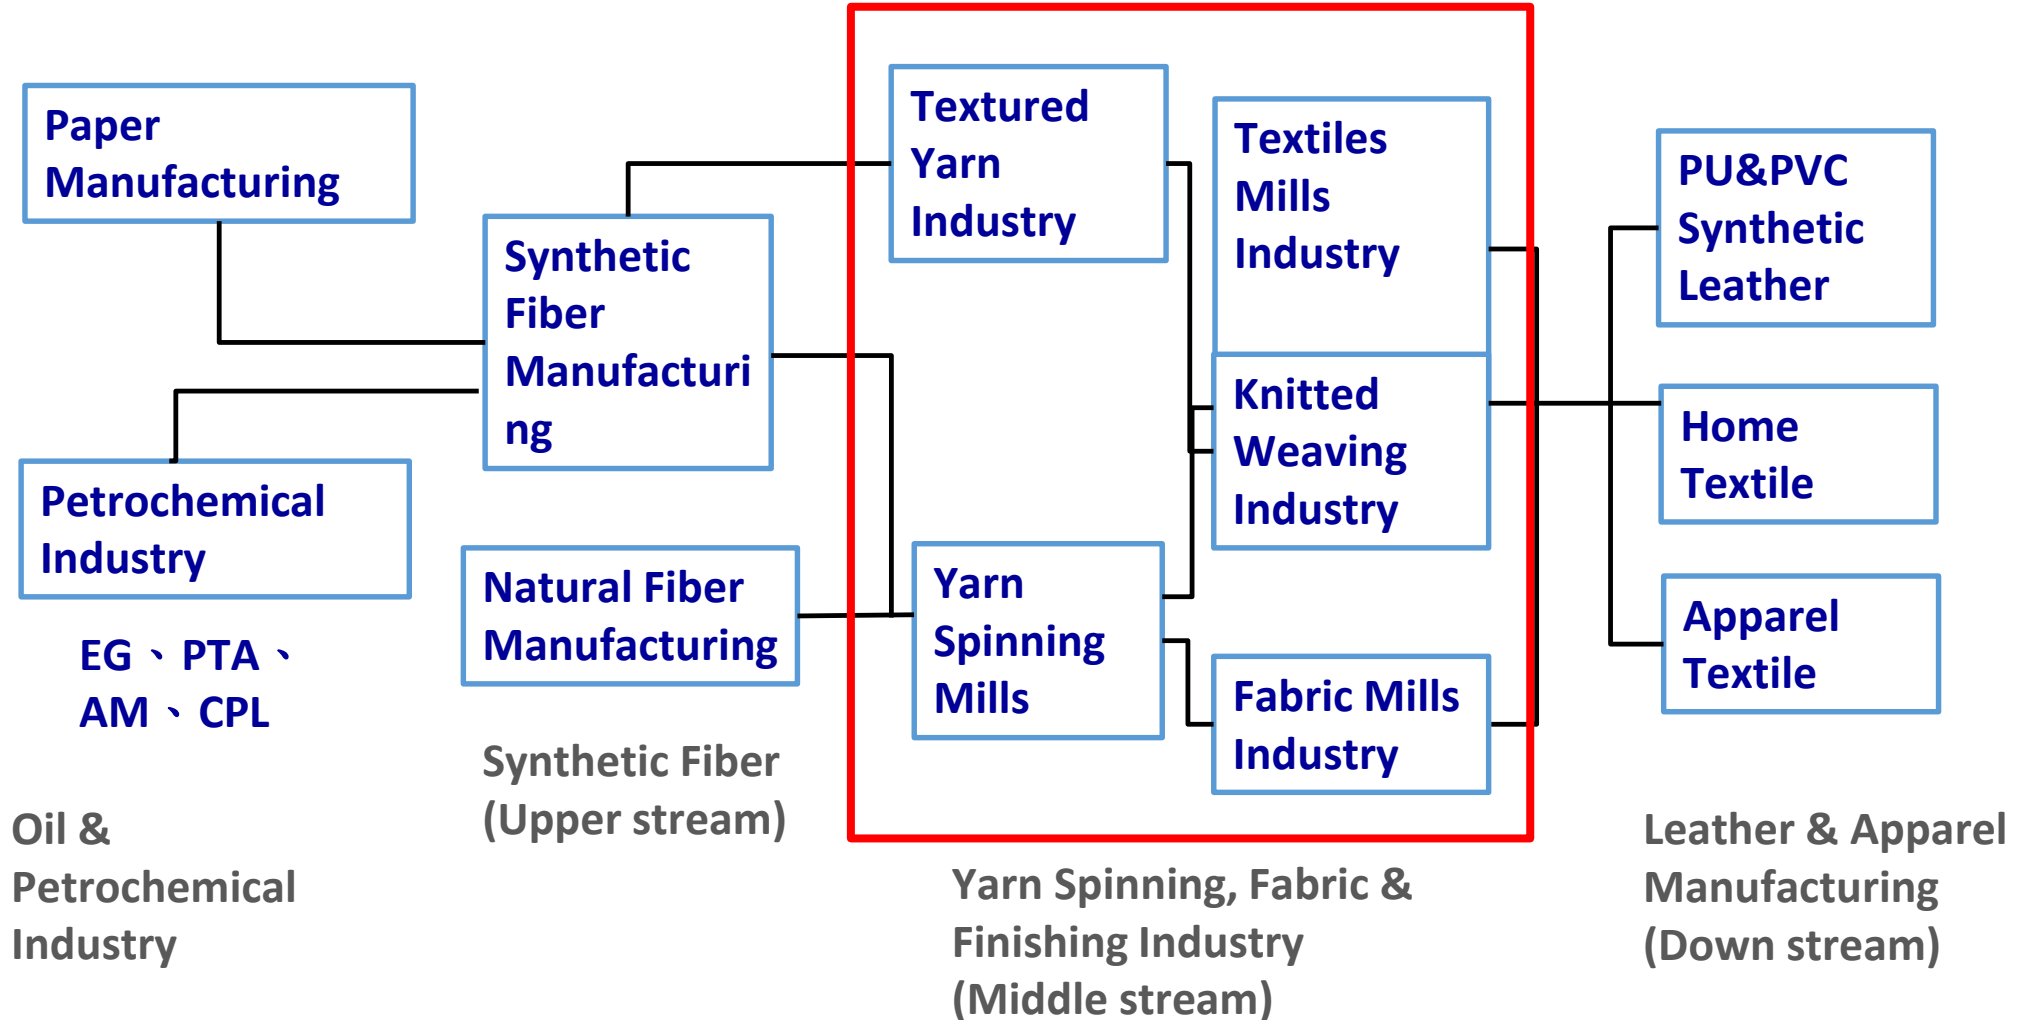 Paper
Manufacturing
Petrochemical
Industry
EG、PTA、
AM、CPL
Oil &
Petrochemical
Industry
Synthetic
Fiber
Manufacturi
ng
Natural Fiber
Manufacturing
Synthetic Fiber
(Upper stream)
Textured
Yarn
Industry
Yarn
Spinning
Mills
Textiles
Mills
Industry
Knitted
Weaving
Industry
Fabric Mills
Industry
Yarn Spinning, Fabric &
Finishing Industry
(Middle stream)
PU&PVC
Synthetic
Leather
Home
Textile
Apparel
Textile
Leather & Apparel
Manufacturing
(Down stream)